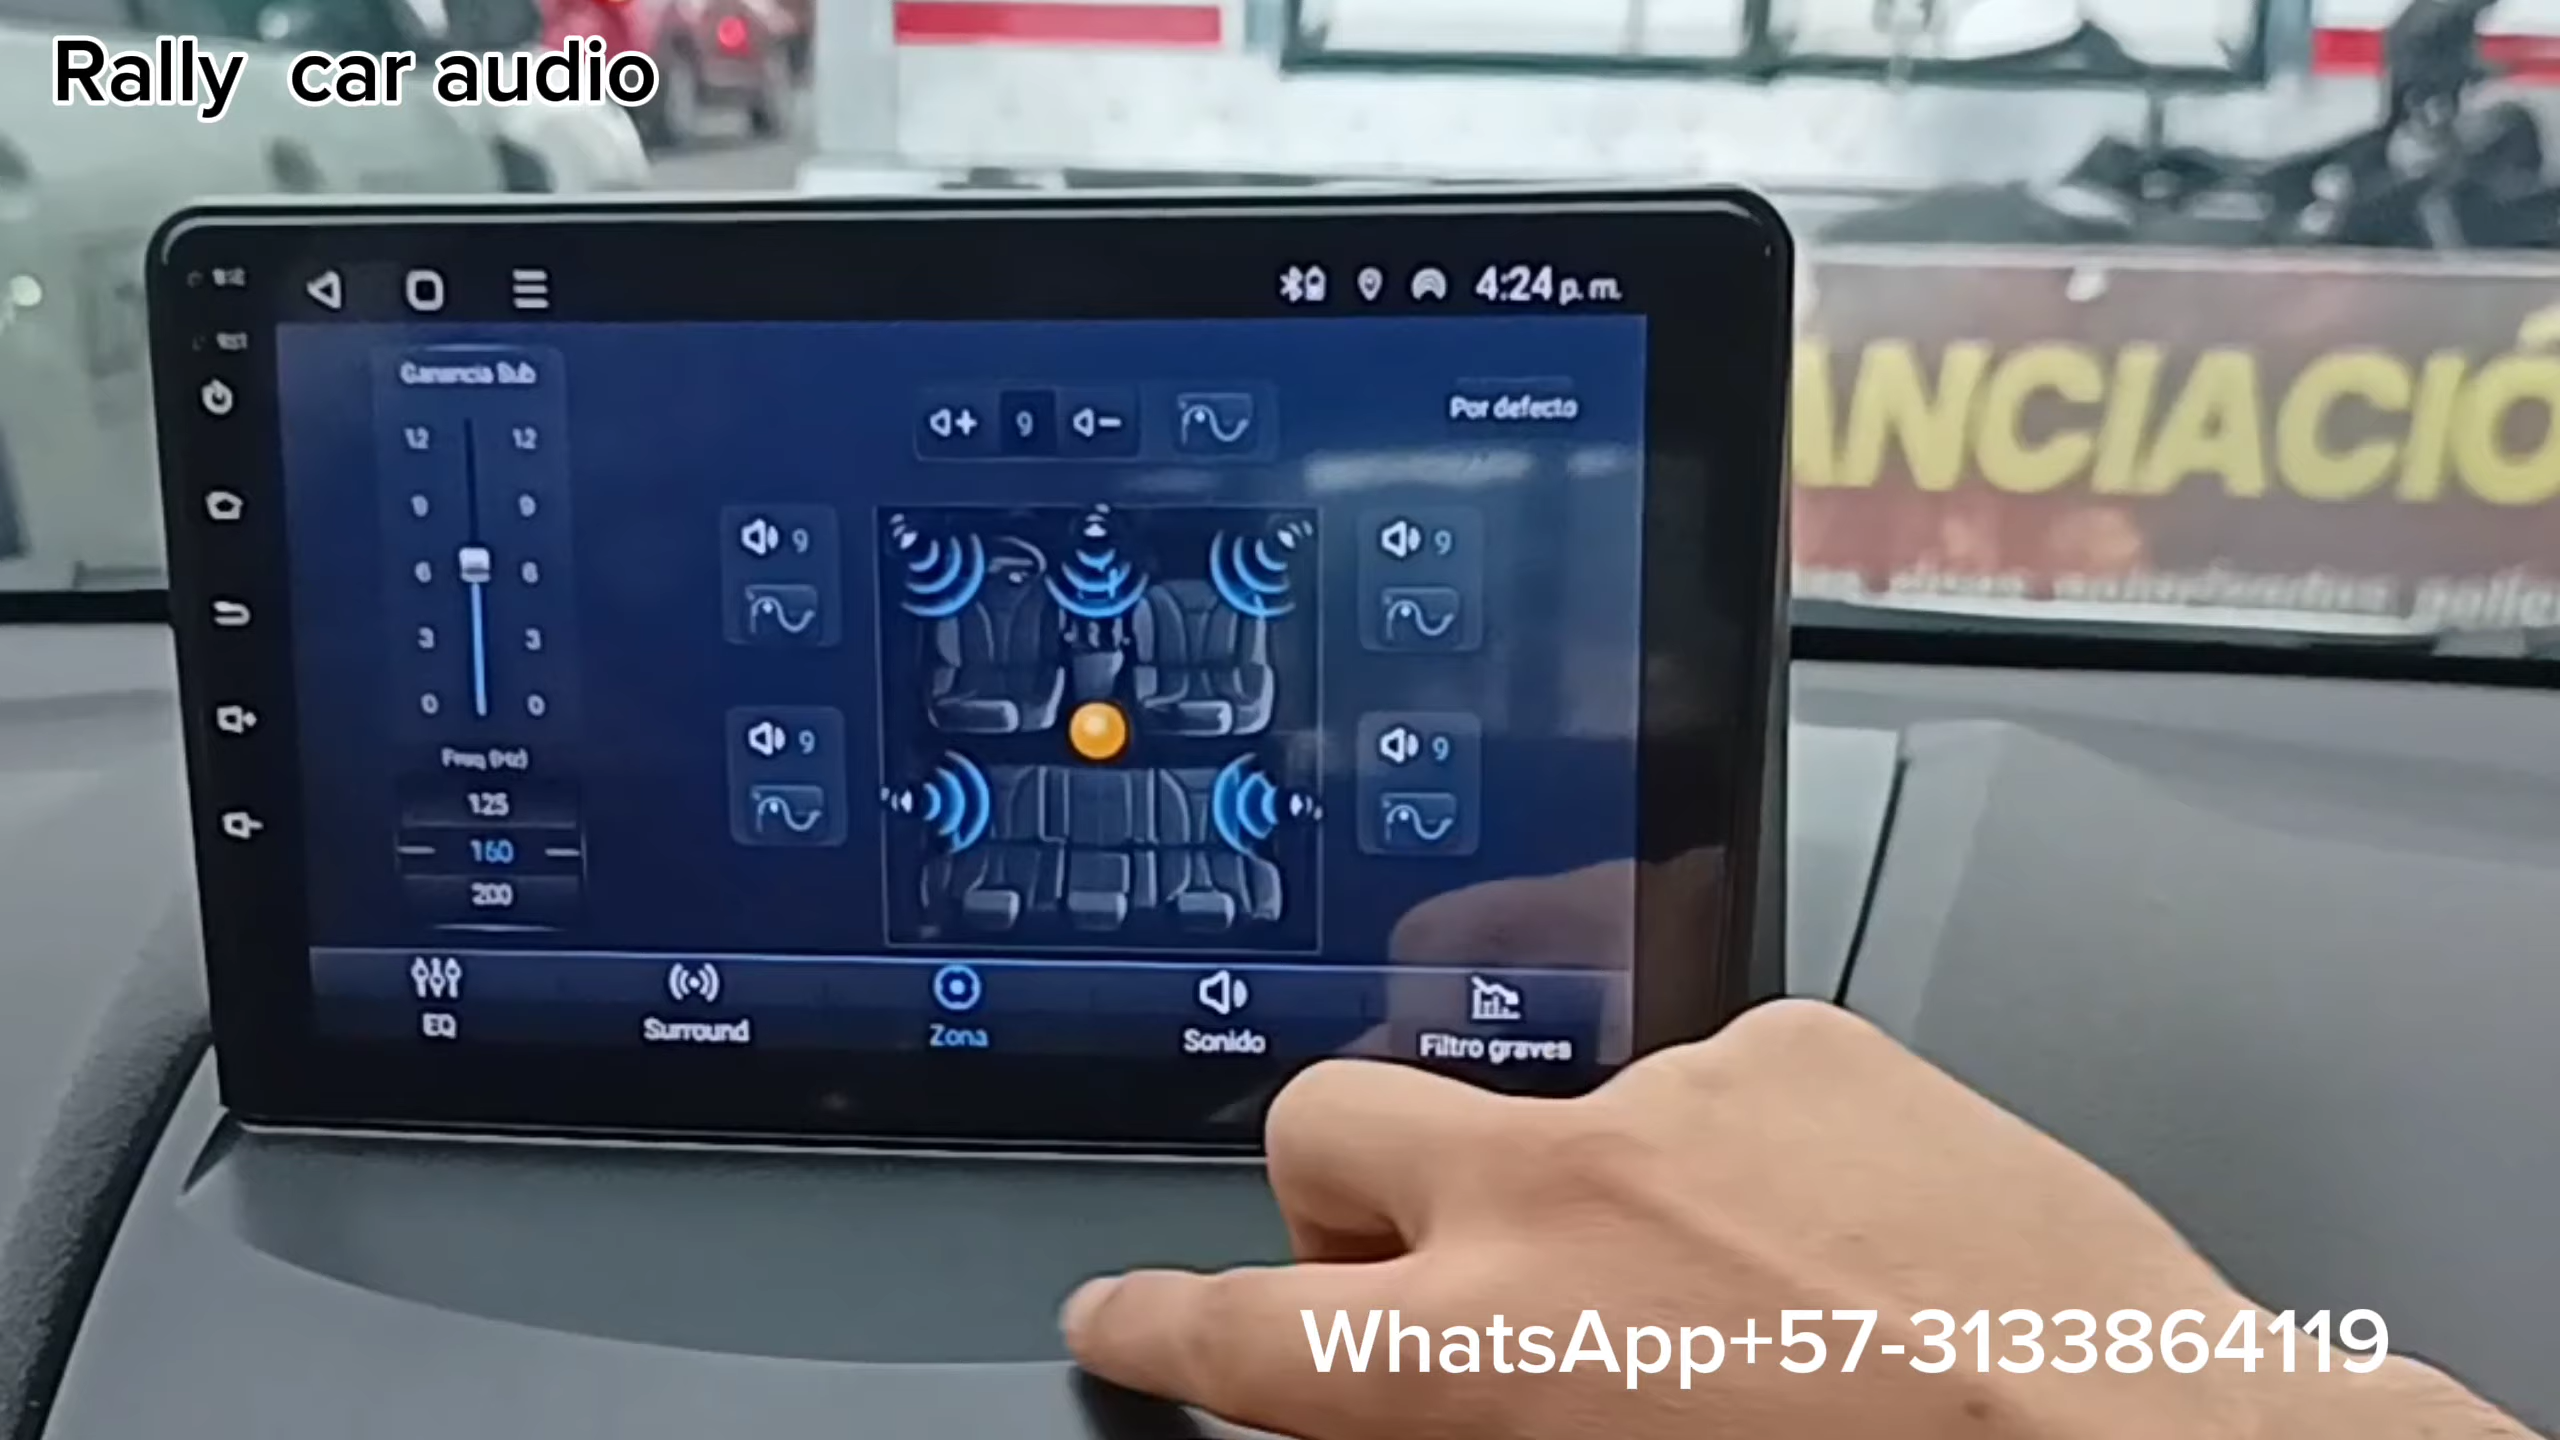 Rally car audio
4:24 p. m.
Ganancia Sub
12 12
9 9
6 6
3 3
0 0
Freq (Hz)
125
160
200
9
Por defecto
9
9
9
9
EQ
Surround
Zona
Sonido
Filtro graves
ANCIACIÓ
WhatsApp+57-3133864119